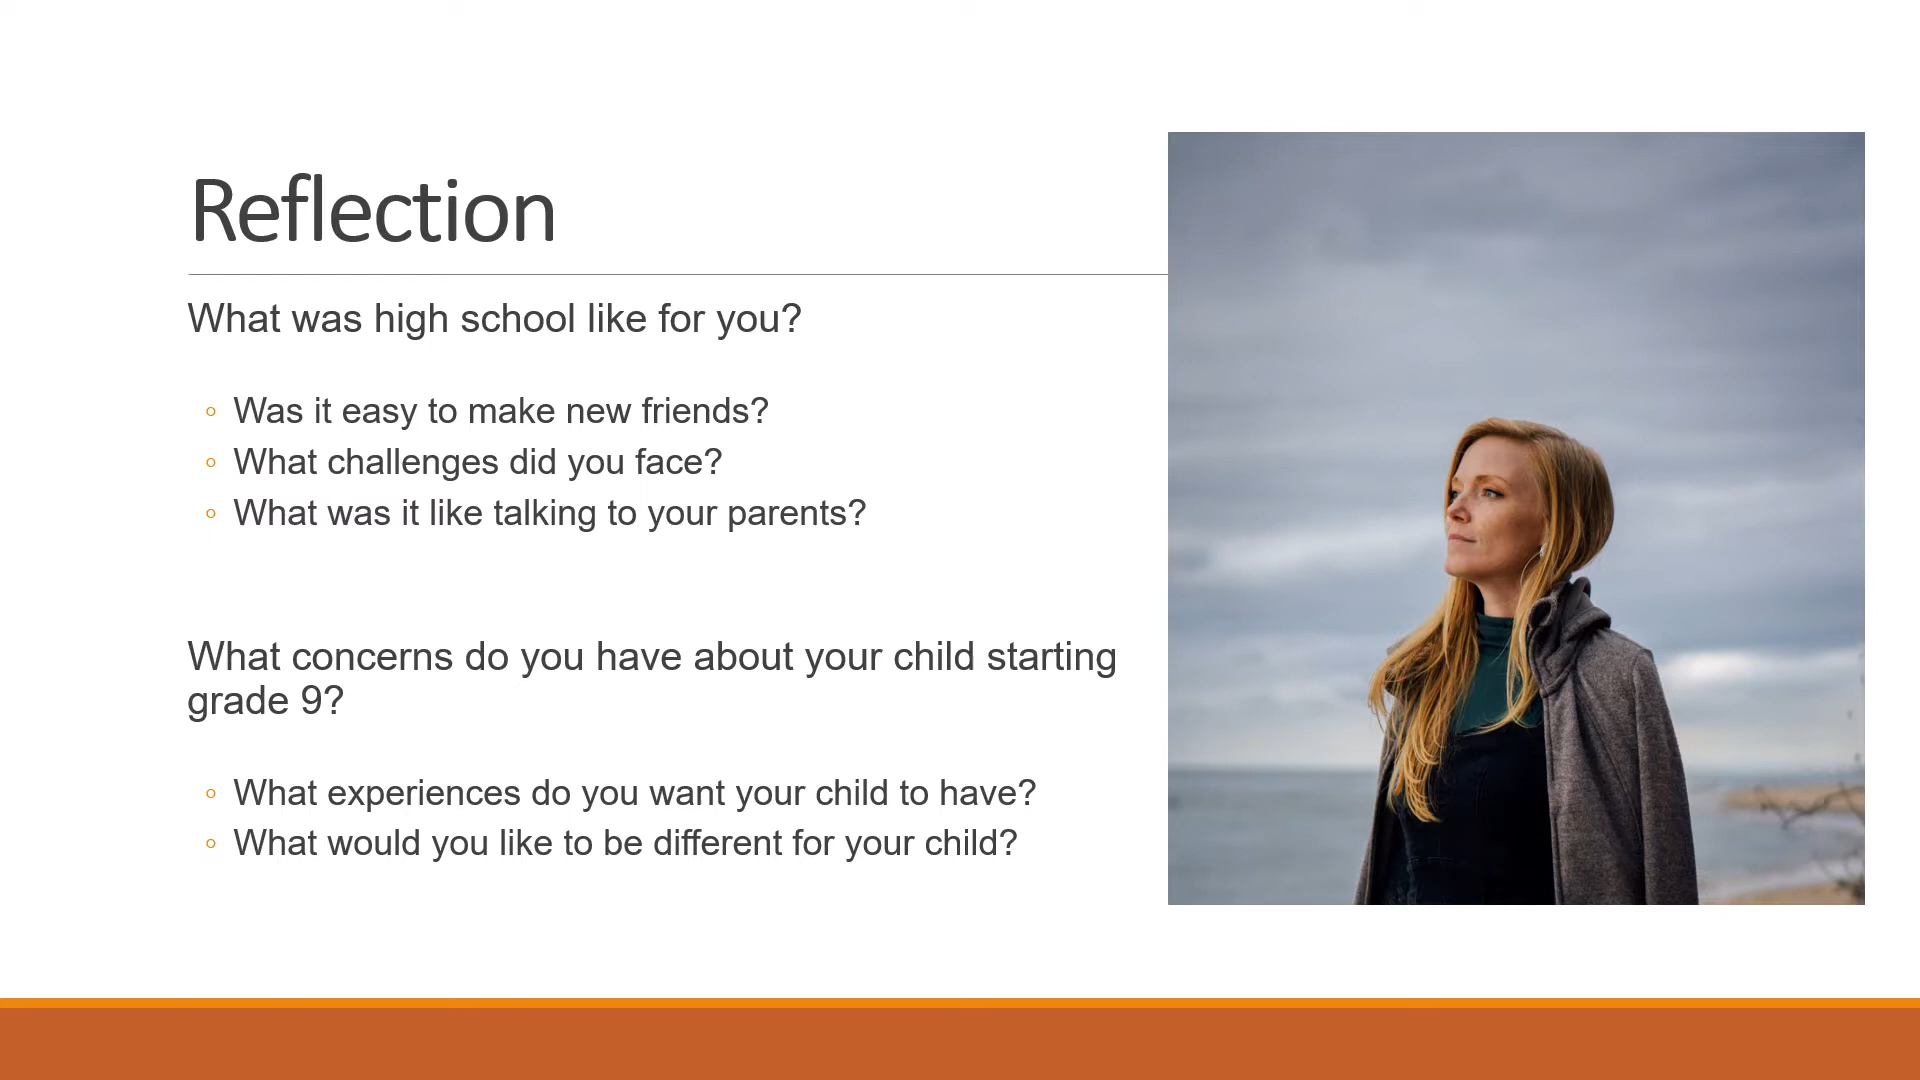 Reflection
What was high school like for you?
◦ Was it easy to make new friends?
◦ What challenges did you face?
◦ What was it like talking to your parents?
What concerns do you have about your child starting
grade 9?
◦ What experiences do you want your child to have?
◦ What would you like to be different for your child?